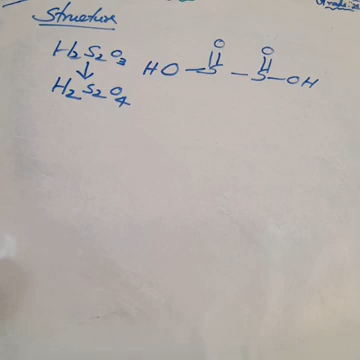 Structure
H₂S₂O₃
↓
H₂S₂O₄
O O
HO – S – S – OH